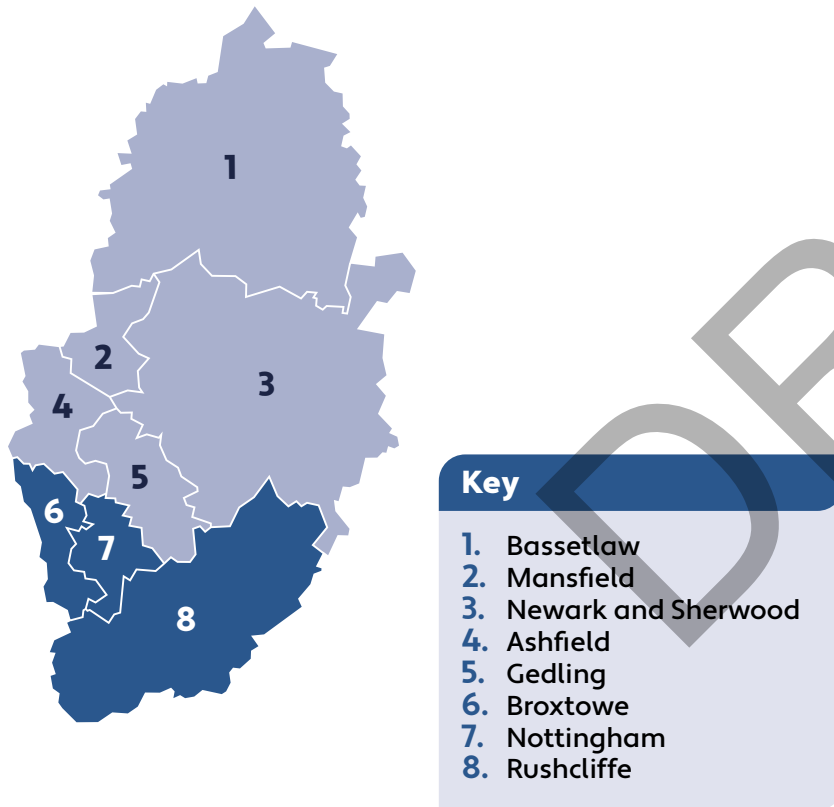 1
2
3
4
5
6
7
8
Key
1. Bassetlaw
2. Mansfield
3. Newark and Sherwood
4. Ashfield
5. Gedling
6. Broxtowe
7. Nottingham
8. Rushcliffe